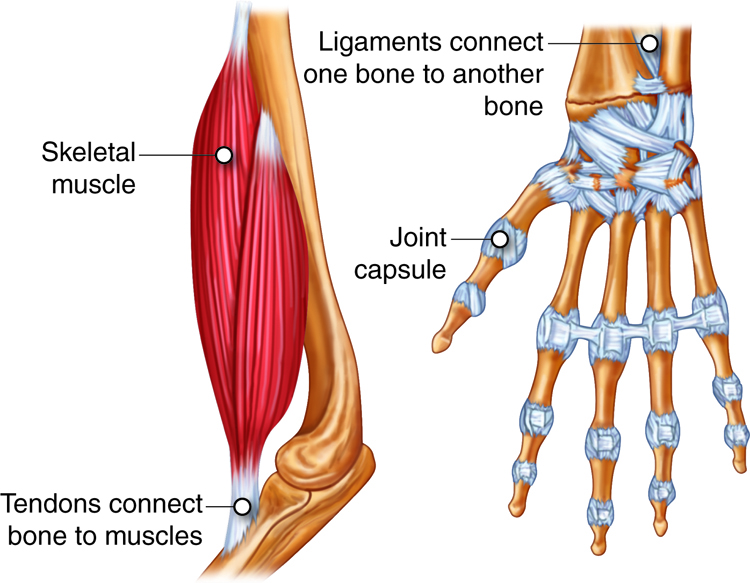 Ligaments connect
one bone to another
bone
Skeletal
muscle
Joint
capsule
Tendons connect
bone to muscles